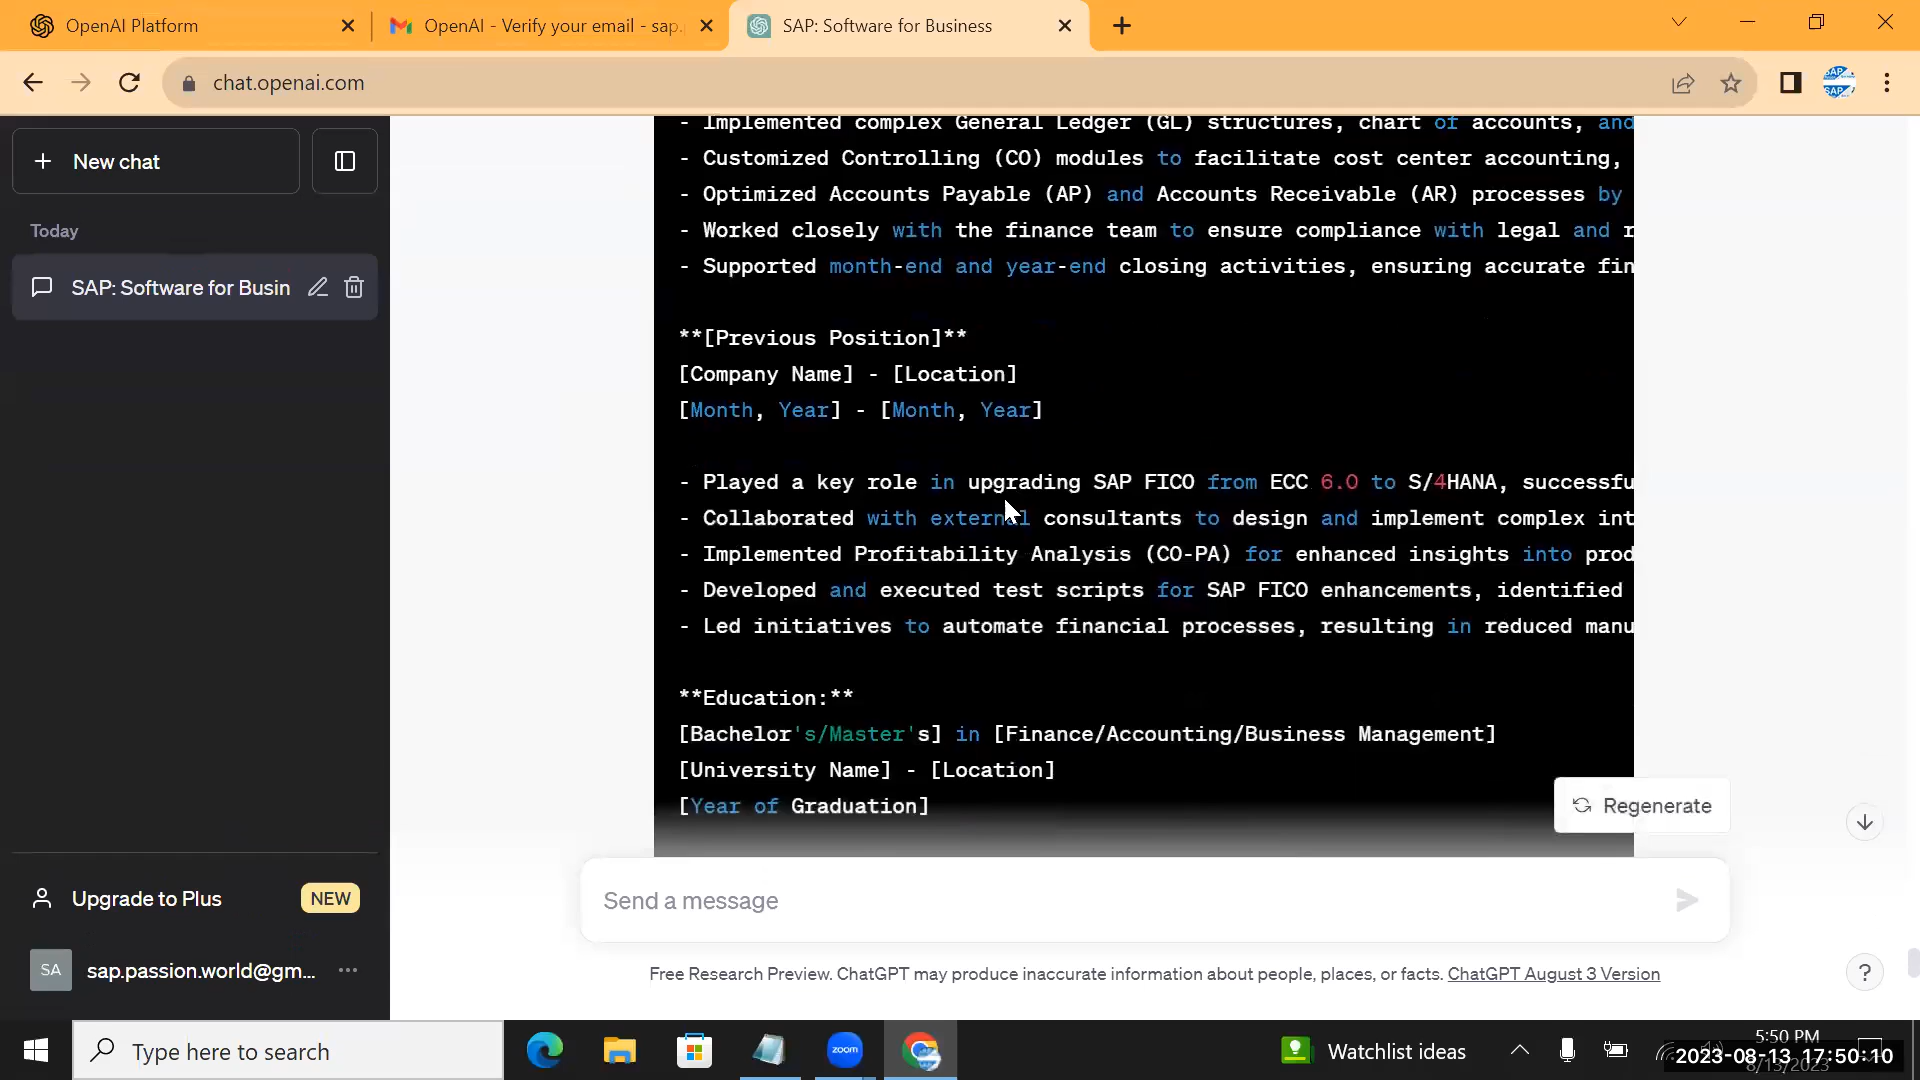 OpenAI Platform
OpenAI - Verify your email - sap.
SAP: Software for Business
chat.openai.com
New chat
Today
SAP: Software for Busin
Upgrade to Plus NEW
SA sap.passion.world@gm...
- Implemented complex General Ledger (GL) structures, chart of accounts, and
- Customized Controlling (CO) modules to facilitate cost center accounting,
- Optimized Accounts Payable (AP) and Accounts Receivable (AR) processes by
- Worked closely with the finance team to ensure compliance with legal and r
- Supported month-end and year-end closing activities, ensuring accurate fin
**[Previous Position]**
[Company Name] - [Location]
[Month, Year] - [Month, Year]
- Played a key role in upgrading SAP FICO from ECC 6.0 to S/4HANA, successfu
- Collaborated with external consultants to design and implement complex int
- Implemented Profitability Analysis (CO-PA) for enhanced insights into prod
- Developed and executed test scripts for SAP FICO enhancements, identified
- Led initiatives to automate financial processes, resulting in reduced manu
**Education:**
[Bachelor's/Master's] in [Finance/Accounting/Business Management]
[University Name] - [Location]
[Year of Graduation]
Regenerate
Send a message
Free Research Preview. ChatGPT may produce inaccurate information about people, places, or facts. ChatGPT August 3 Version
?
Type here to search
zoom
Watchlist ideas
5:50 PM
2023-08-13 17:50:10